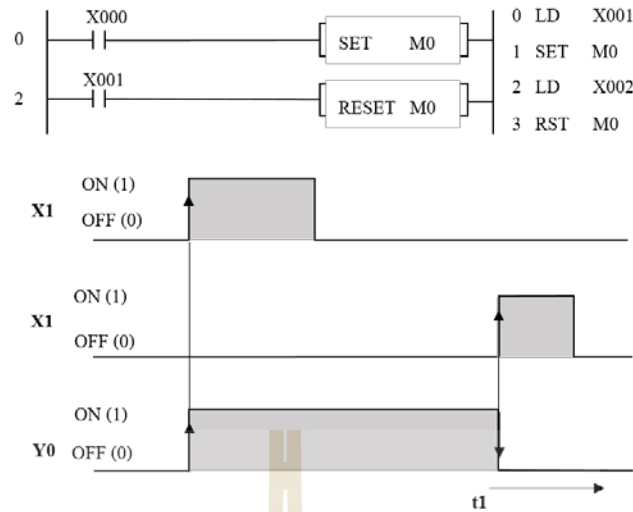 X000
0
SET M0
X001
2
RESET M0
0 LD X001
1 SET M0
2 LD X002
3 RST M0
ON (1)
X1
OFF (0)
ON (1)
X1
OFF (0)
ON (1)
Y0
OFF (0)
t1